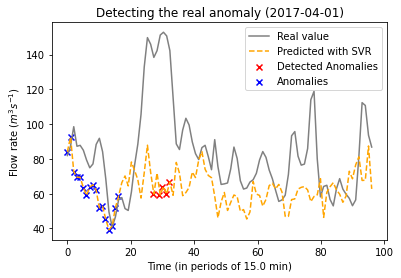 Detecting the real anomaly (2017-04-01)
Real value
Predicted with SVR
Detected Anomalies
Anomalies
Flow rate (m³s⁻¹)
140
120
100
80
60
40
0 20 40 60 80 100
Time (in periods of 15.0 min)